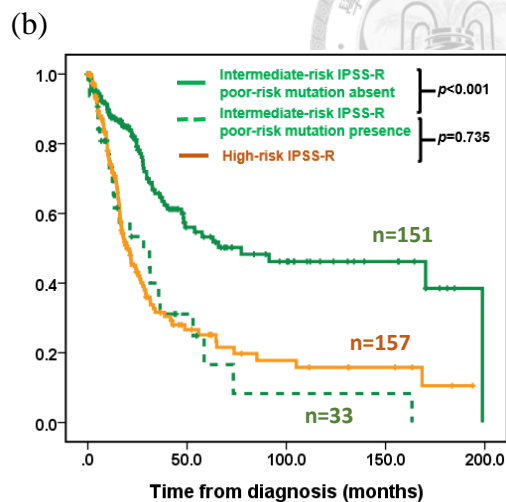 (b)
Intermediate-risk IPSS-R
poor-risk mutation absent
p<0.001
Intermediate-risk IPSS-R
poor-risk mutation presence
p=0.735
High-risk IPSS-R
1.0
0.8
0.6
0.4
0.2
0.0
n=151
n=157
n=33
.0
50.0
100.0
150.0
200.0
Time from diagnosis (months)